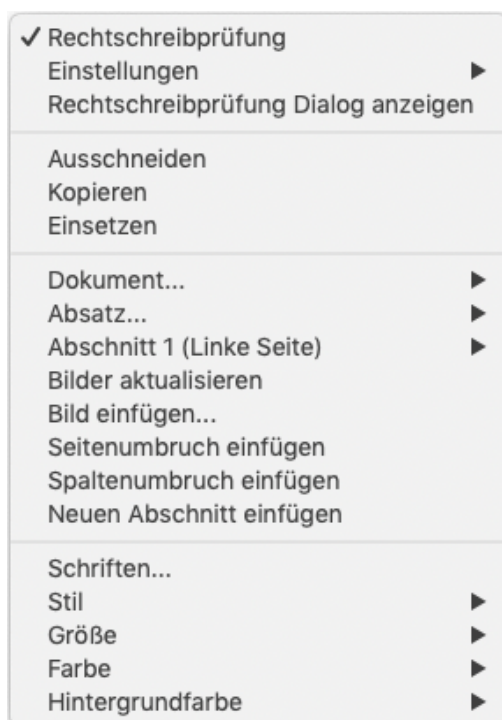 ✓ Rechtschreibprüfung
Einstellungen ▶
Rechtschreibprüfung Dialog anzeigen
Ausschneiden
Kopieren
Einsetzen
Dokument... ▶
Absatz... ▶
Abschnitt 1 (Linke Seite) ▶
Bilder aktualisieren
Bild einfügen...
Seitenumbruch einfügen
Spaltenumbruch einfügen
Neuen Abschnitt einfügen
Schriften...
Stil ▶
Größe ▶
Farbe ▶
Hintergrundfarbe ▶